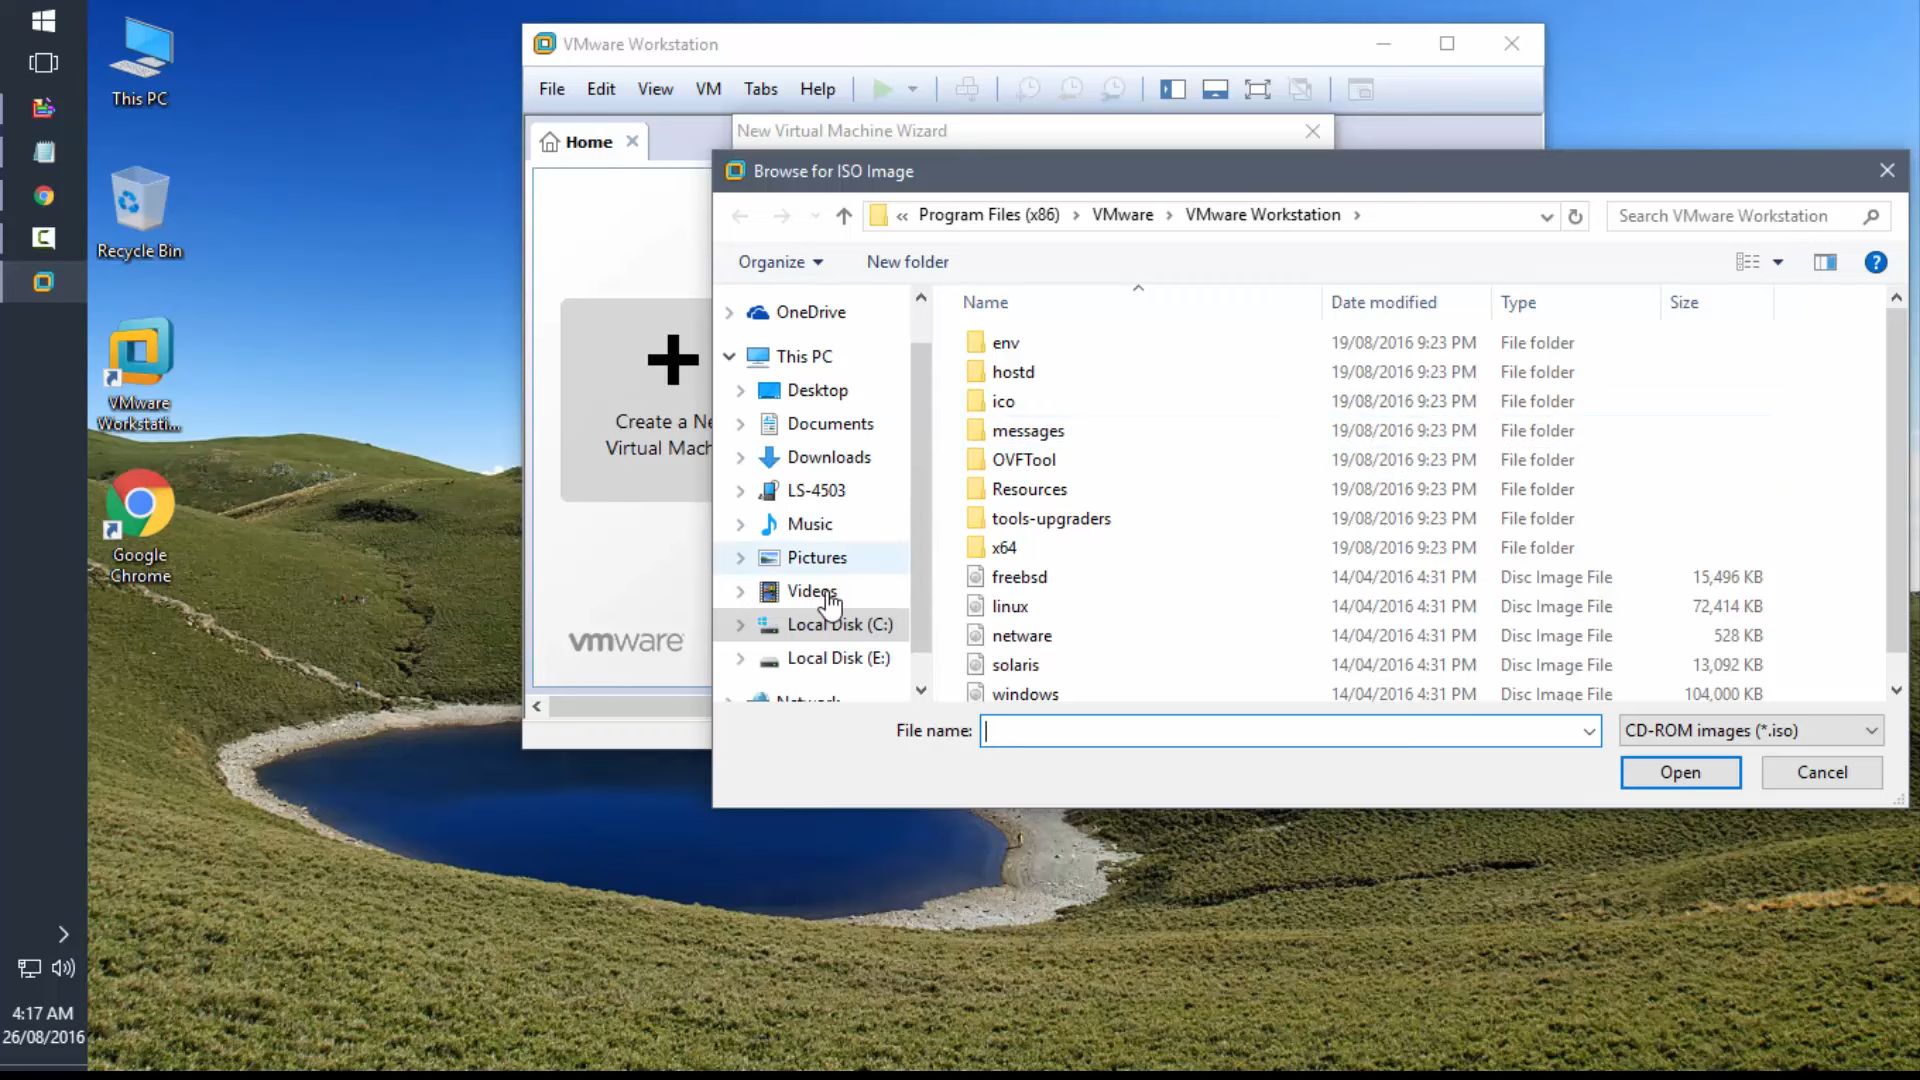 This PC
Recycle Bin
VMware
Workstati...
Google
Chrome
4:17 AM
26/08/2016
VMware Workstation
File Edit View VM Tabs Help
Home
New Virtual Machine Wizard
Create a Ne
Virtual Mach
vmware
Browse for ISO Image
« Program Files (x86) > VMware > VMware Workstation >
Search VMware Workstation
Organize New folder
OneDrive
This PC
Desktop
Documents
Downloads
LS-4503
Music
Pictures
Videos
Local Disk (C:)
Local Disk (E:)
Network
Name Date modified Type Size
env 19/08/2016 9:23 PM File folder
hostd 19/08/2016 9:23 PM File folder
ico 19/08/2016 9:23 PM File folder
messages 19/08/2016 9:23 PM File folder
OVFTool 19/08/2016 9:23 PM File folder
Resources 19/08/2016 9:23 PM File folder
tools-upgraders 19/08/2016 9:23 PM File folder
x64 19/08/2016 9:23 PM File folder
freebsd 14/04/2016 4:31 PM Disc Image File 15,496 KB
linux 14/04/2016 4:31 PM Disc Image File 72,414 KB
netware 14/04/2016 4:31 PM Disc Image File 528 KB
solaris 14/04/2016 4:31 PM Disc Image File 13,092 KB
windows 14/04/2016 4:31 PM Disc Image File 104,000 KB
File name:
CD-ROM images (*.iso)
Open Cancel